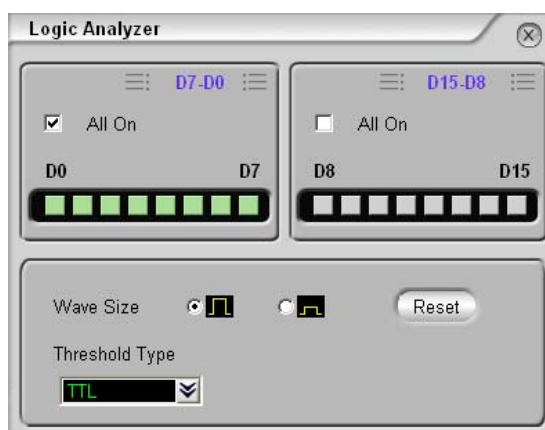 Logic Analyzer
D7-D0
All On
D0 D7
D15-D8
All On
D8 D15
Wave Size
Reset
Threshold Type
TTL